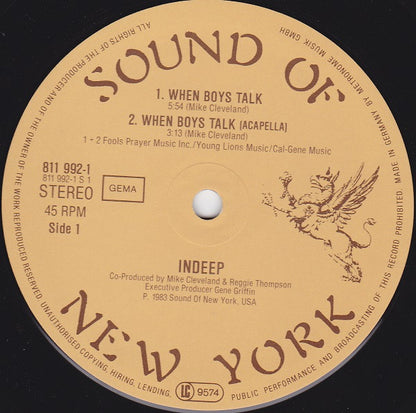 SOUND OF
1. WHEN BOYS TALK
5:54 (Mike Cleveland)
2. WHEN BOYS TALK (ACAPELLA)
3:13 (Mike Cleveland)
1 + 2 Fools Prayer Music Inc./Young Lions Music/Cal-Gene Music
811 992-1
811 992-1 S 1
STEREO
GEMA
45 RPM
Side 1
INDEEP
Co-Produced by Mike Cleveland & Reggie Thompson
Executive Producer Gene Griffin
P. 1983 Sound Of New York, USA
NEW YORK
LC 9574
ALL RIGHTS OF THE PRODUCER AND OF THE OWNER OF THE WORK REPRODUCED RESERVED UNAUTHORISED COPYING, HIRING, LENDING, PUBLIC PERFORMANCE AND BROADCASTING OF THIS RECORD PROHIBITED MADE IN GERMANY BY METRONOME MUSIK GMBH